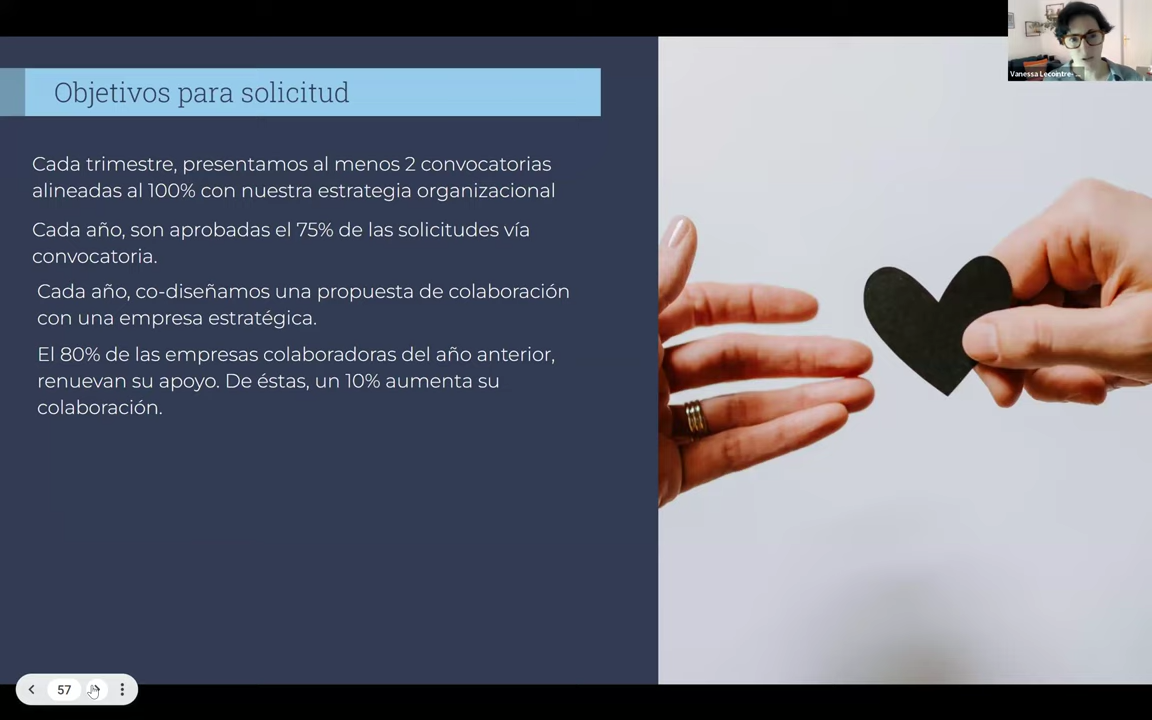 Vanessa Lecointre-...
Objetivos para solicitud
Cada trimestre, presentamos al menos 2 convocatorias
alineadas al 100% con nuestra estrategia organizacional
Cada año, son aprobadas el 75% de las solicitudes vía
convocatoria.
Cada año, co-diseñamos una propuesta de colaboración
con una empresa estratégica.
El 80% de las empresas colaboradoras del año anterior,
renuevan su apoyo. De éstas, un 10% aumenta su
colaboración.
57